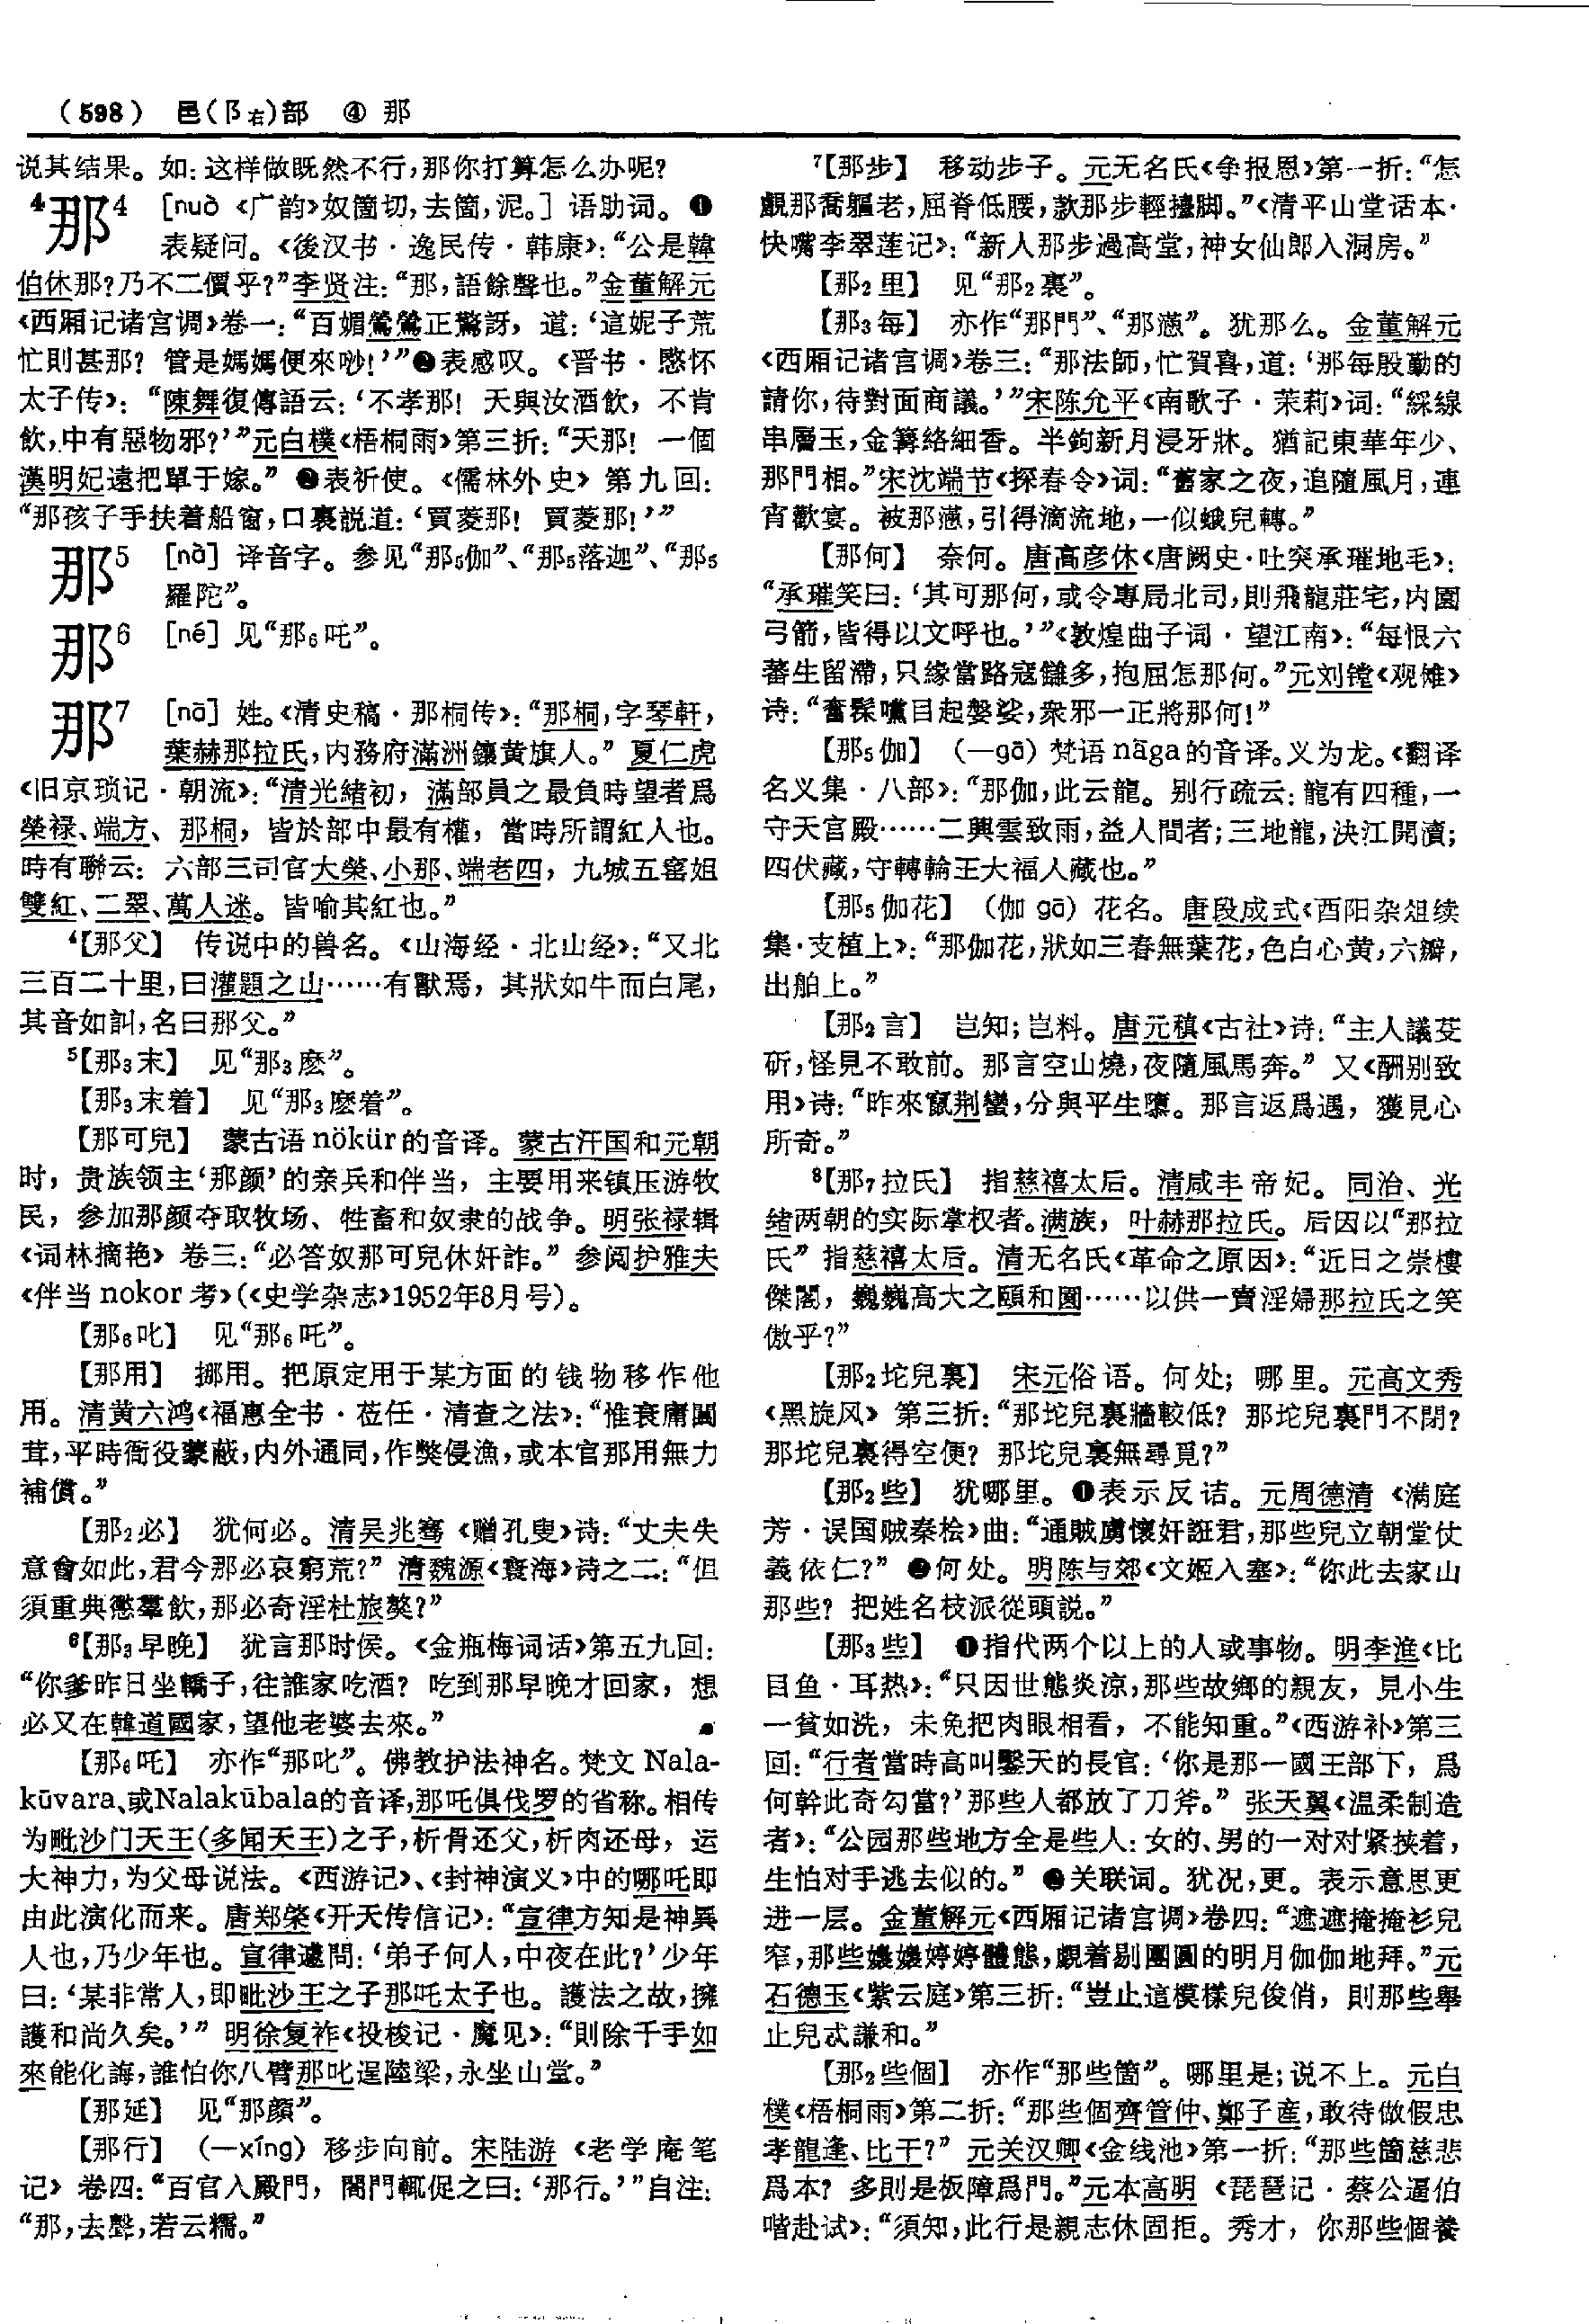 (598) 邑(阝右)部 ④ 那
说其结果。如：这样做既然不行，那你打算怎么办呢？
⁴那⁴ [nuò 《广韵》奴箇切，去箇，泥。] 语助词。❶
表疑问。《後汉书·逸民传·韩康》：“公是韓
伯休那？乃不二價乎？”李贤注：“那，語餘聲也。”金董解元
《西厢记诸宫调》卷一：“百媚鶯鶯正驚訝，道：‘這妮子荒
忙則甚那？管是媽媽便來唦！’”❷表感叹。《晋书·愍怀
太子传》：“陳舞復傳語云：‘不孝那！天與汝酒飲，不肯
飲，中有惡物邪？’”元白樸《梧桐雨》第三折：“天那！一個
漢明妃遠把單于嫁。” ❸表祈使。《儒林外史》第九回：
“那孩子手扶着船窗，口裏説道：‘買菱那！買菱那！’”
那⁵ [nà] 译音字。参见“那₅伽”、“那₅落迦”、“那₅
羅陀”。
那⁶ [né] 见“那₆吒”。
那⁷ [nā] 姓。《清史稿·那桐传》：“那桐，字琴軒，
葉赫那拉氏，内務府滿洲鑲黄旗人。”夏仁虎
《旧京琐记·朝流》：“清光緒初，滿部員之最負時望者爲
榮禄、端方、那桐，皆於部中最有權，當時所謂紅人也。
時有聯云：六部三司官大榮、小那、端老四，九城五窰姐
雙紅、二翠、萬人迷。皆喻其紅也。”
⁴【那父】 传说中的兽名。《山海经·北山经》：“又北
三百二十里，曰灌題之山……有獸焉，其狀如牛而白尾，
其音如訆，名曰那父。”
⁵【那₃末】 见“那₃麽”。
【那₃末着】 见“那₃麽着”。
【那可兒】 蒙古语nökür的音译。蒙古汗国和元朝
时，贵族领主‘那颜’的亲兵和伴当，主要用来镇压游牧
民，参加那颜夺取牧场、牲畜和奴隶的战争。明张禄辑
《词林摘艳》卷三：“必答奴那可兒休奸詐。”参阅护雅夫
《伴当nokor考》(《史学杂志》1952年8月号)。
【那₆叱】 见“那₆吒”。
【那用】 挪用。把原定用于某方面的钱物移作他
用。清黄六鸿《福惠全书·莅任·清查之法》：“惟衰庸闒
茸，平時衙役蒙蔽，内外通同，作獘侵漁，或本官那用無力
補償。”
【那₂必】 犹何必。清吴兆骞《赠孔叟》诗：“丈夫失
意會如此，君今那必哀窮荒？”清魏源《寰海》诗之二：“但
須重典懲羣飲，那必奇淫杜旅獒？”
⁶【那₃早晚】 犹言那时侯。《金瓶梅词话》第五九回：
“你爹昨日坐轎子，往誰家吃酒？吃到那早晚才回家，想
必又在韓道國家，望他老婆去來。”
【那₆吒】 亦作“那叱”。佛教护法神名。梵文Nala-
kūvara、或Nalakūbala的音译，那吒俱伐罗的省称。相传
为毗沙门天王(多闻天王)之子，析骨还父，析肉还母，运
大神力，为父母说法。《西游记》、《封神演义》中的哪吒即
由此演化而来。唐郑棨《开天传信记》：“宣律方知是神異
人也，乃少年也。宣律遽問：‘弟子何人，中夜在此？’少年
曰：‘某非常人，即毗沙王之子那吒太子也。護法之故，擁
護和尚久矣。’”明徐复祚《投梭记·魔见》：“則除千手如
來能化誨，誰怕你八臂那叱逞陸梁，永坐山堂。”
【那延】 见“那顔”。
【那行】 (—xíng) 移步向前。宋陆游《老学庵笔
记》卷四：“百官入殿門，閤門輒促之曰：‘那行。’”自注：
“那，去聲，若云糯。”
⁷【那步】 移动步子。元无名氏《争报恩》第一折：“怎
覷那喬軀老，屈脊低腰，款那步輕擡脚。”《清平山堂话本·
快嘴李翠莲记》：“新人那步過高堂，神女仙郎入洞房。”
【那₂里】 见“那₂裏”。
【那₃每】 亦作“那門”、“那懣”。犹那么。金董解元
《西厢记诸宫调》卷三：“那法師，忙賀喜，道：‘那每殷勤的
請你，待對面商議。’”宋陈允平《南歌子·茉莉》词：“綵線
串層玉，金篝絡細香。半鉤新月浸牙牀。猶記東華年少、
那門相。”宋沈端节《探春令》词：“舊家之夜，追隨風月，連
宵歡宴。被那懣，引得滴流地，一似蛾兒轉。”
【那何】 奈何。唐高彦休《唐阙史·吐突承璀地毛》：
“承璀笑曰：‘其可那何，或令專局北司，則飛龍莊宅，内園
弓箭，皆得以文呼也。’”《敦煌曲子词·望江南》：“每恨六
蕃生留滯，只緣當路寇讎多，抱屈怎那何。”元刘镗《观傩》
诗：“奮髹矌目起婆娑，衆邪一正將那何！”
【那₅伽】 (—gā) 梵语nāga的音译。义为龙。《翻译
名义集·八部》：“那伽，此云龍。别行疏云：龍有四種，一
守天宫殿……二興雲致雨，益人間者；三地龍，決江開瀆；
四伏藏，守轉輪王大福人藏也。”
【那₅伽花】 (伽 gā) 花名。唐段成式《酉阳杂俎续
集·支植上》：“那伽花，狀如三春無葉花，色白心黄，六瓣，
出舶上。”
【那₂言】 岂知；岂料。唐元稹《古社》诗：“主人議芟
斫，怪見不敢前。那言空山燒，夜隨風馬奔。”又《酬别致
用》诗：“昨來竄荆蠻，分與平生隳。那言返爲遇，獲見心
所奇。”
⁸【那₇拉氏】 指慈禧太后。清咸丰帝妃。同治、光
绪两朝的实际掌权者。满族，叶赫那拉氏。后因以“那拉
氏”指慈禧太后。清无名氏《革命之原因》：“近日之崇樓
傑閣，巍巍高大之頤和園……以供一賣淫婦那拉氏之笑
傲乎？”
【那₂坨兒裏】 宋元俗语。何处；哪里。元高文秀
《黑旋风》第三折：“那坨兒裏牆較低？那坨兒裏門不閉？
那坨兒裏得空便？那坨兒裏無尋覓？”
【那₂些】 犹哪里。❶表示反诘。元周德清《满庭
芳·误国贼秦桧》曲：“通賊虜懷奸誑君，那些兒立朝堂仗
義依仁？”❷何处。明陈与郊《文姬入塞》：“你此去家山
那些？把姓名枝派從頭説。”
【那₃些】 ❶指代两个以上的人或事物。明李漁《比
目鱼·耳热》：“只因世態炎涼，那些故鄉的親友，見小生
一貧如洗，未免把肉眼相看，不能知重。”《西游补》第三
回：“行者當時高叫鑿天的長官：‘你是那一國王部下，爲
何幹此奇勾當？’那些人都放了刀斧。”张天翼《温柔制造
者》：“公园那些地方全是些人：女的、男的一对对紧挟着，
生怕对手逃去似的。”❷关联词。犹况，更。表示意思更
进一层。金董解元《西厢记诸宫调》卷四：“遮遮掩掩衫兒
窄，那些嬝嬝婷婷體態，覷着剔團圓的明月伽伽地拜。”元
石德玉《紫云庭》第三折：“豈止這模樣兒俊俏，則那些舉
止兒忒謙和。”
【那₂些個】 亦作“那些箇”。哪里是；说不上。元白
樸《梧桐雨》第二折：“那些個齊管仲、鄭子産，敢待做假忠
孝龍逢、比干？”元关汉卿《金线池》第一折：“那些箇慈悲
爲本？多則是板障爲門。”元本高明《琵琶记·蔡公逼伯
喈赴试》：“須知，此行是親志休固拒。秀才，你那些個養